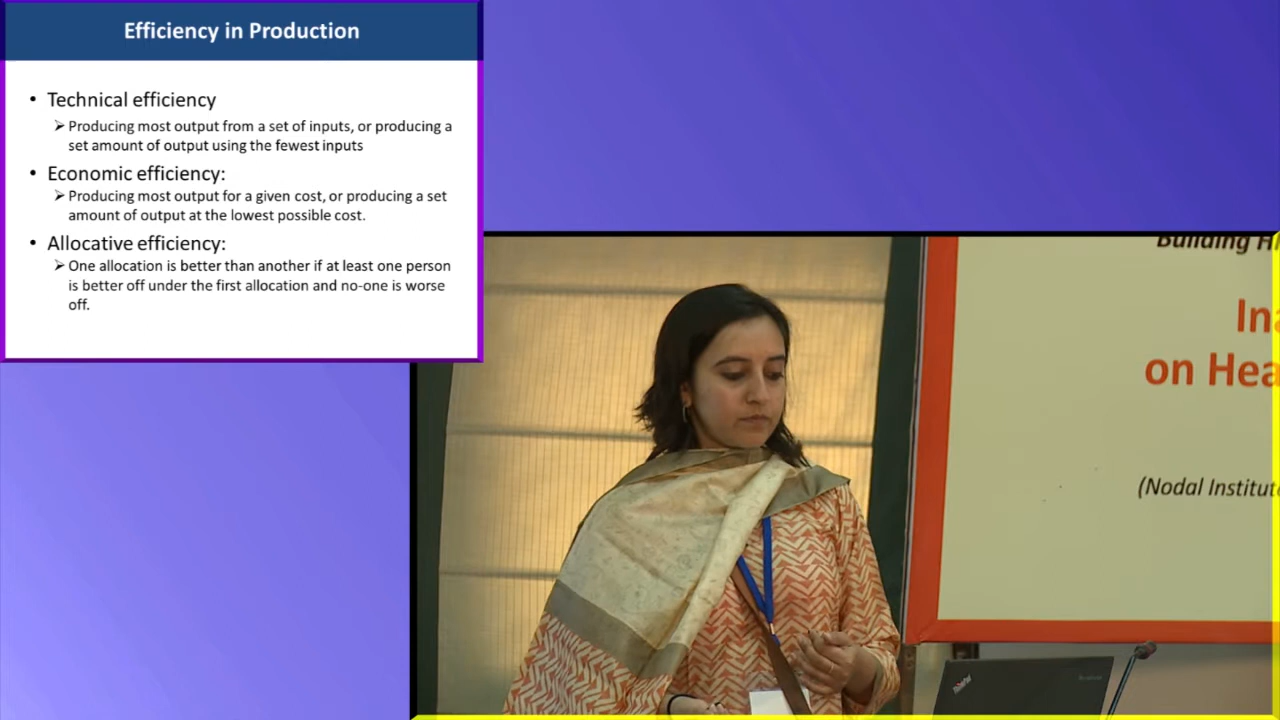 Efficiency in Production
• Technical efficiency
➢ Producing most output from a set of inputs, or producing a
set amount of output using the fewest inputs
• Economic efficiency:
➢ Producing most output for a given cost, or producing a set
amount of output at the lowest possible cost.
• Allocative efficiency:
➢ One allocation is better than another if at least one person
is better off under the first allocation and no-one is worse
off.
Building H
In
on Hea
(Nodal Institut
ThinkPad